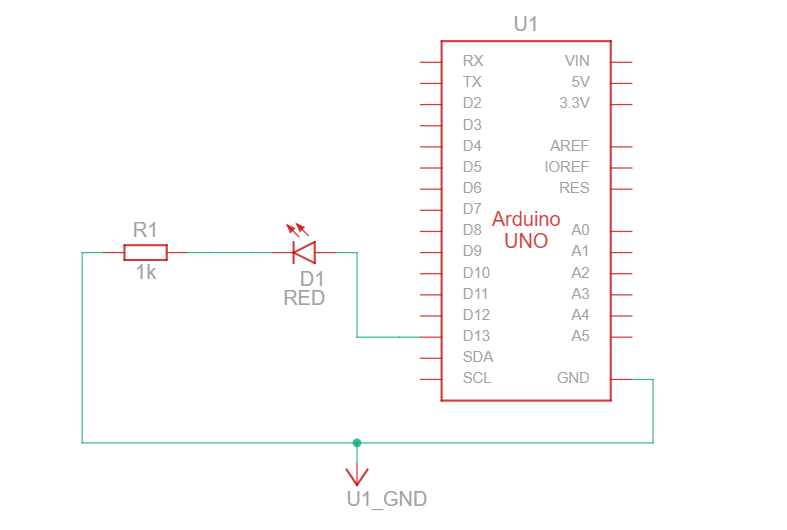 U1
RX VIN
TX 5V
D2 3.3V
D3
D4 AREF
D5 IOREF
D6 RES
D7
Arduino
D8 A0
UNO
D9 A1
D10 A2
D11 A3
D12 A4
D13 A5
SDA
SCL GND
R1
1k
D1
RED
U1_GND